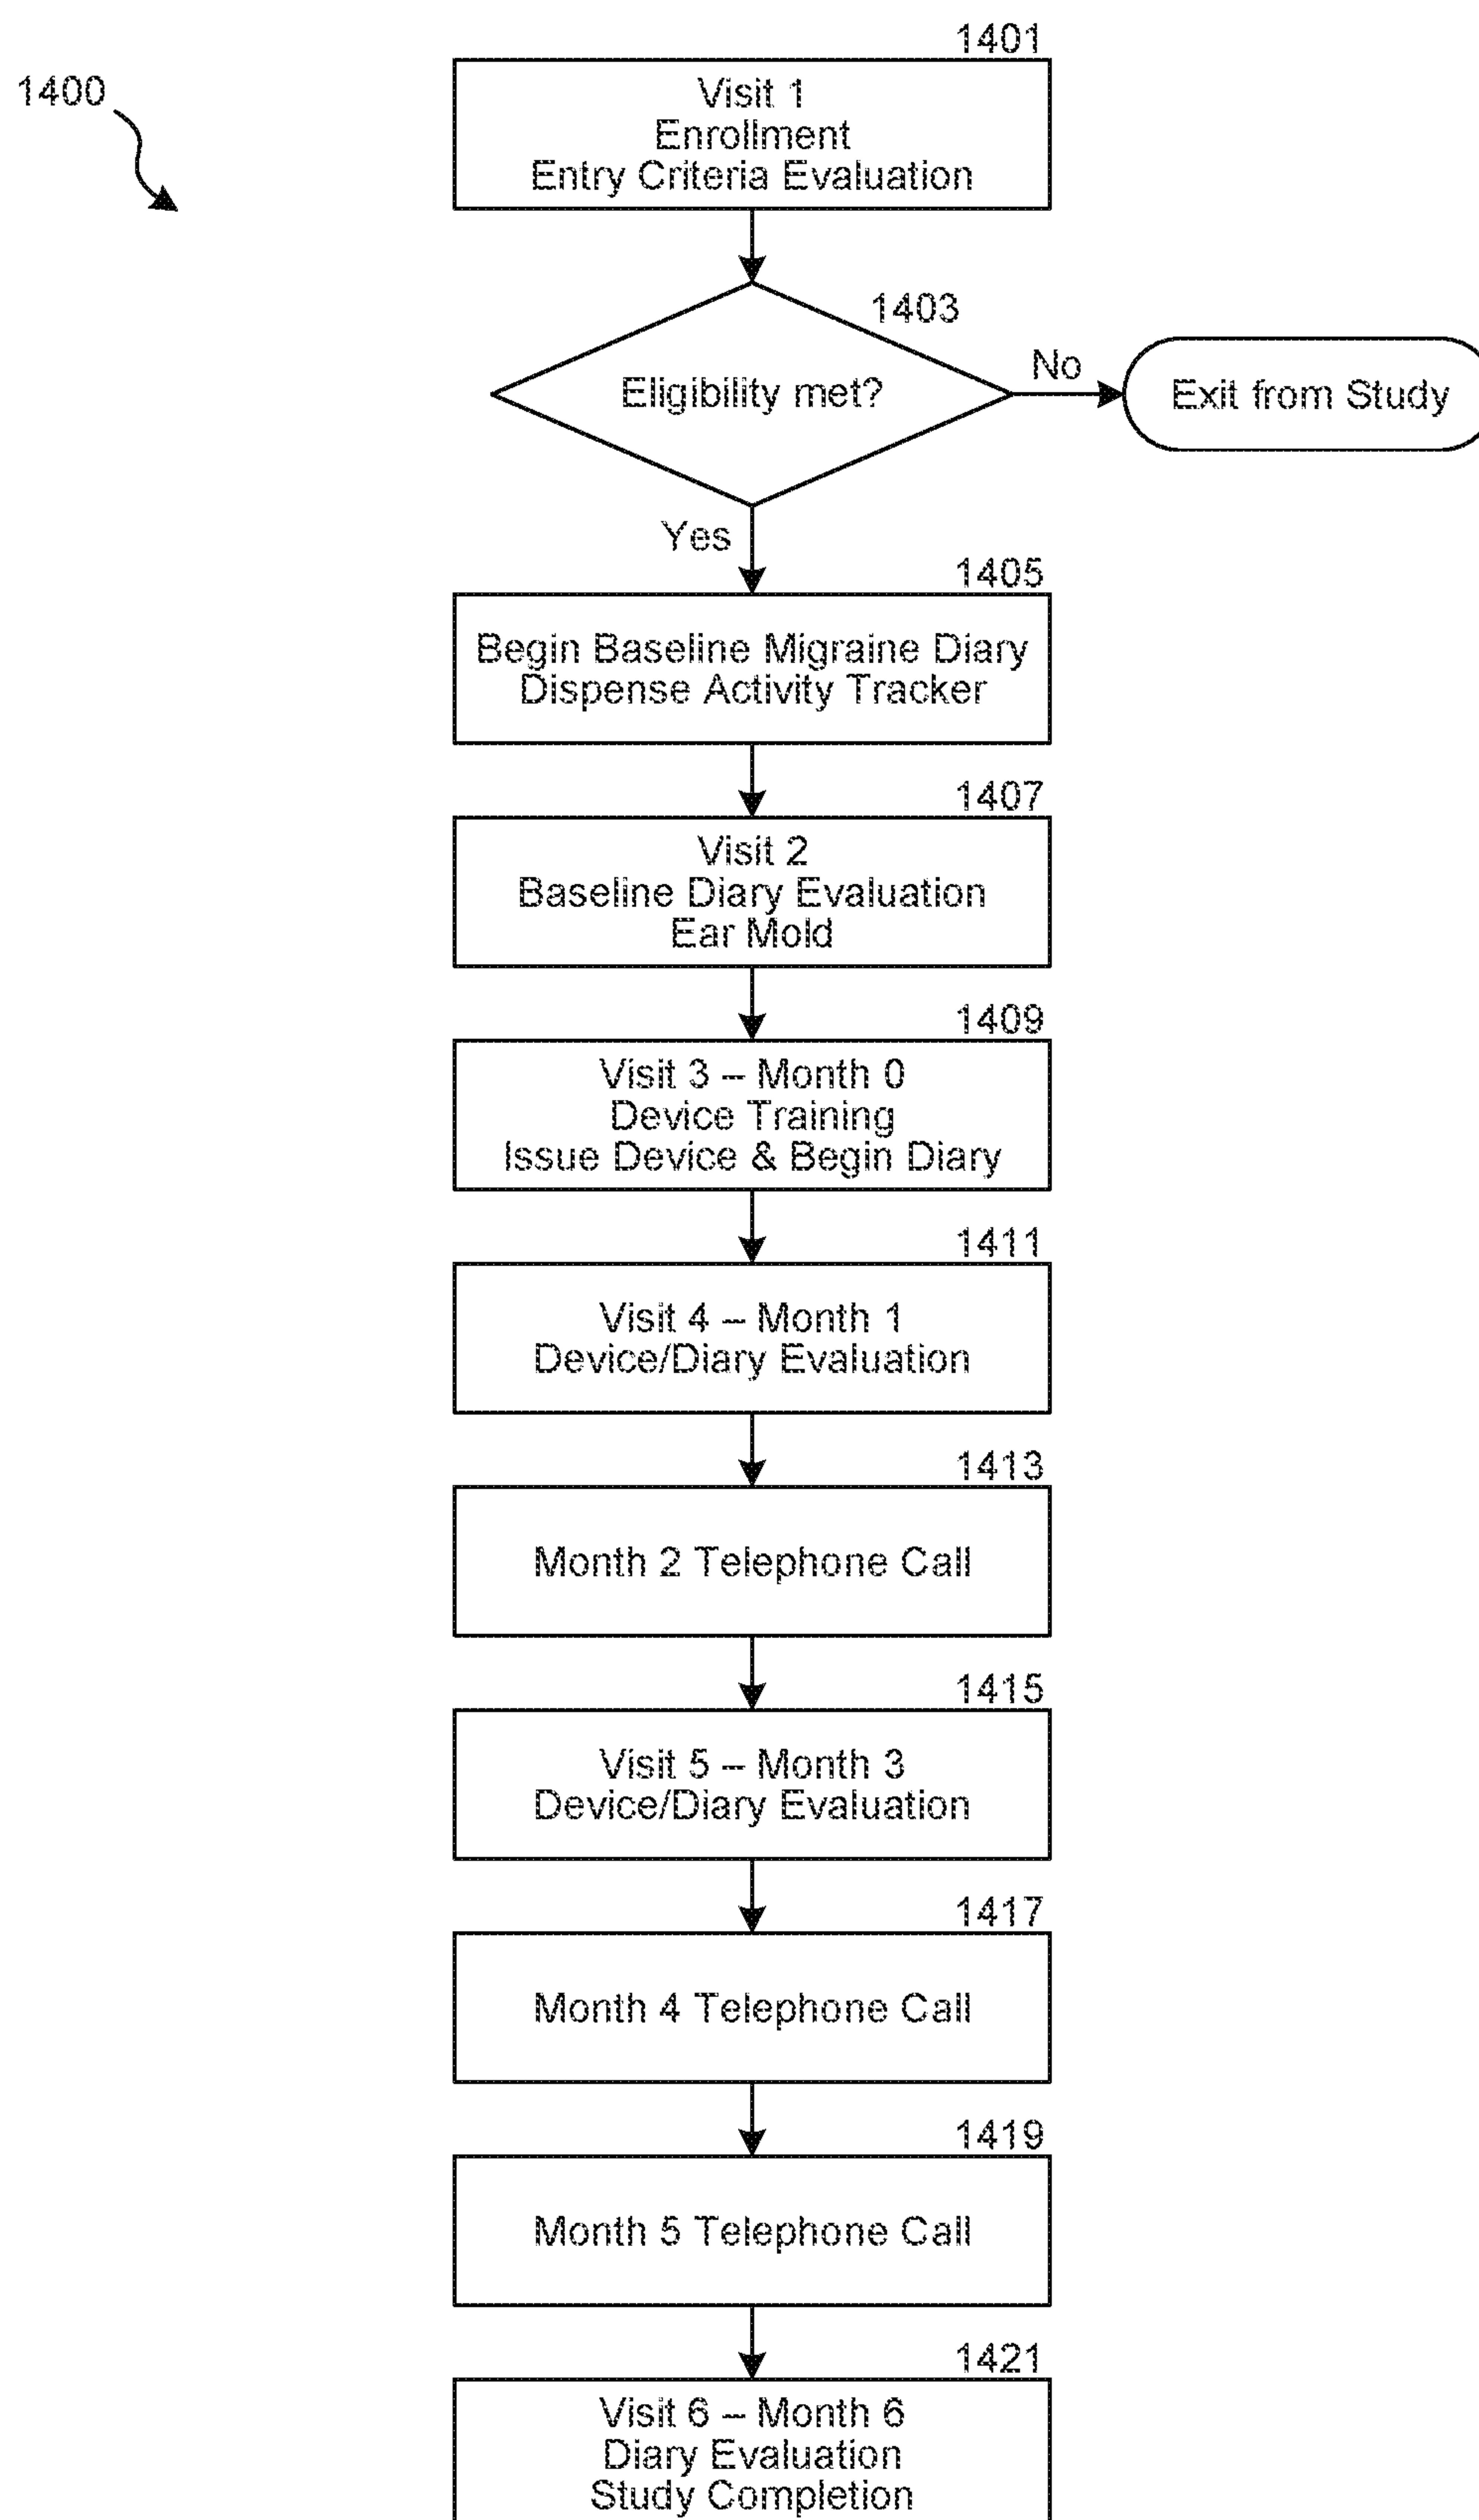 1400
1401
Visit 1
Enrollment
Entry Criteria Evaluation
1403
Eligibility met?
No
Exit from Study
Yes
1405
Begin Baseline Migraine Diary
Dispense Activity Tracker
1407
Visit 2
Baseline Diary Evaluation
Ear Mold
1409
Visit 3 – Month 0
Device Training
Issue Device & Begin Diary
1411
Visit 4 – Month 1
Device/Diary Evaluation
1413
Month 2 Telephone Call
1415
Visit 5 – Month 3
Device/Diary Evaluation
1417
Month 4 Telephone Call
1419
Month 5 Telephone Call
1421
Visit 6 – Month 6
Diary Evaluation
Study Completion